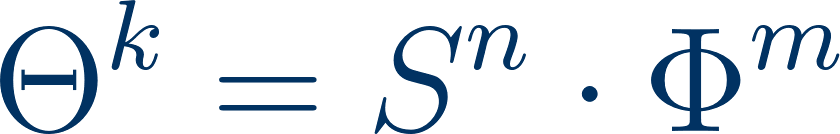 Θ^k = S^n · Φ^m